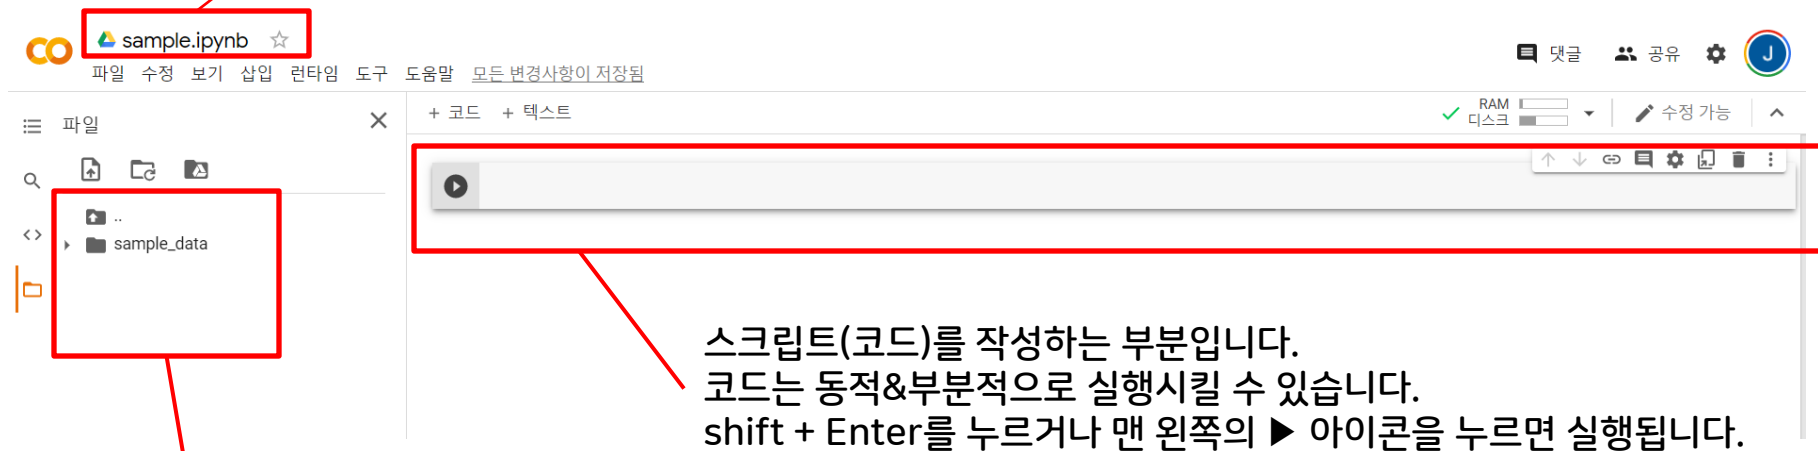 sample.ipynb
파일 수정 보기 삽입 런타임 도구 도움말 모든 변경사항이 저장됨
댓글 공유 J
파일
+ 코드 + 텍스트
RAM
디스크
수정 가능
..
sample_data
스크립트(코드)를 작성하는 부분입니다.
코드는 동적&부분적으로 실행시킬 수 있습니다.
shift + Enter를 누르거나 맨 왼쪽의 ▶ 아이콘을 누르면 실행됩니다.